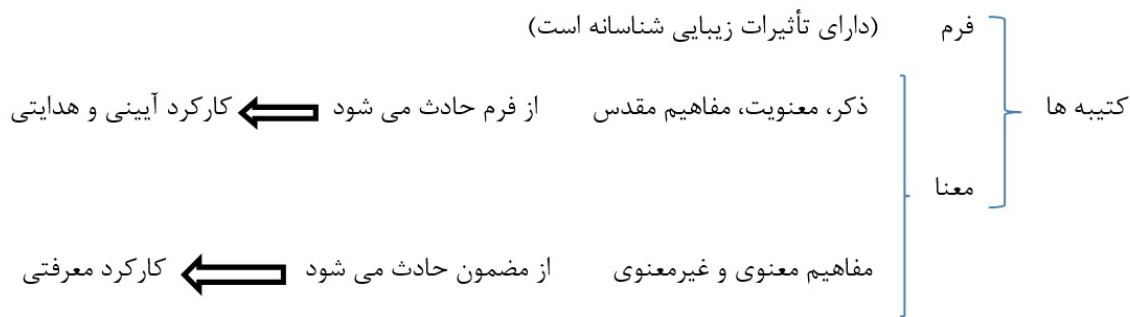 فرم (دارای تأثیرات زیبایی شناسانه است)
کتیبه ها
ذکر، معنویت، مفاهیم مقدس از فرم حادث می شود کارکرد آیینی و هدایتی
معنا
مفاهیم معنوی و غیرمعنوی از مضمون حادث می شود کارکرد معرفتی